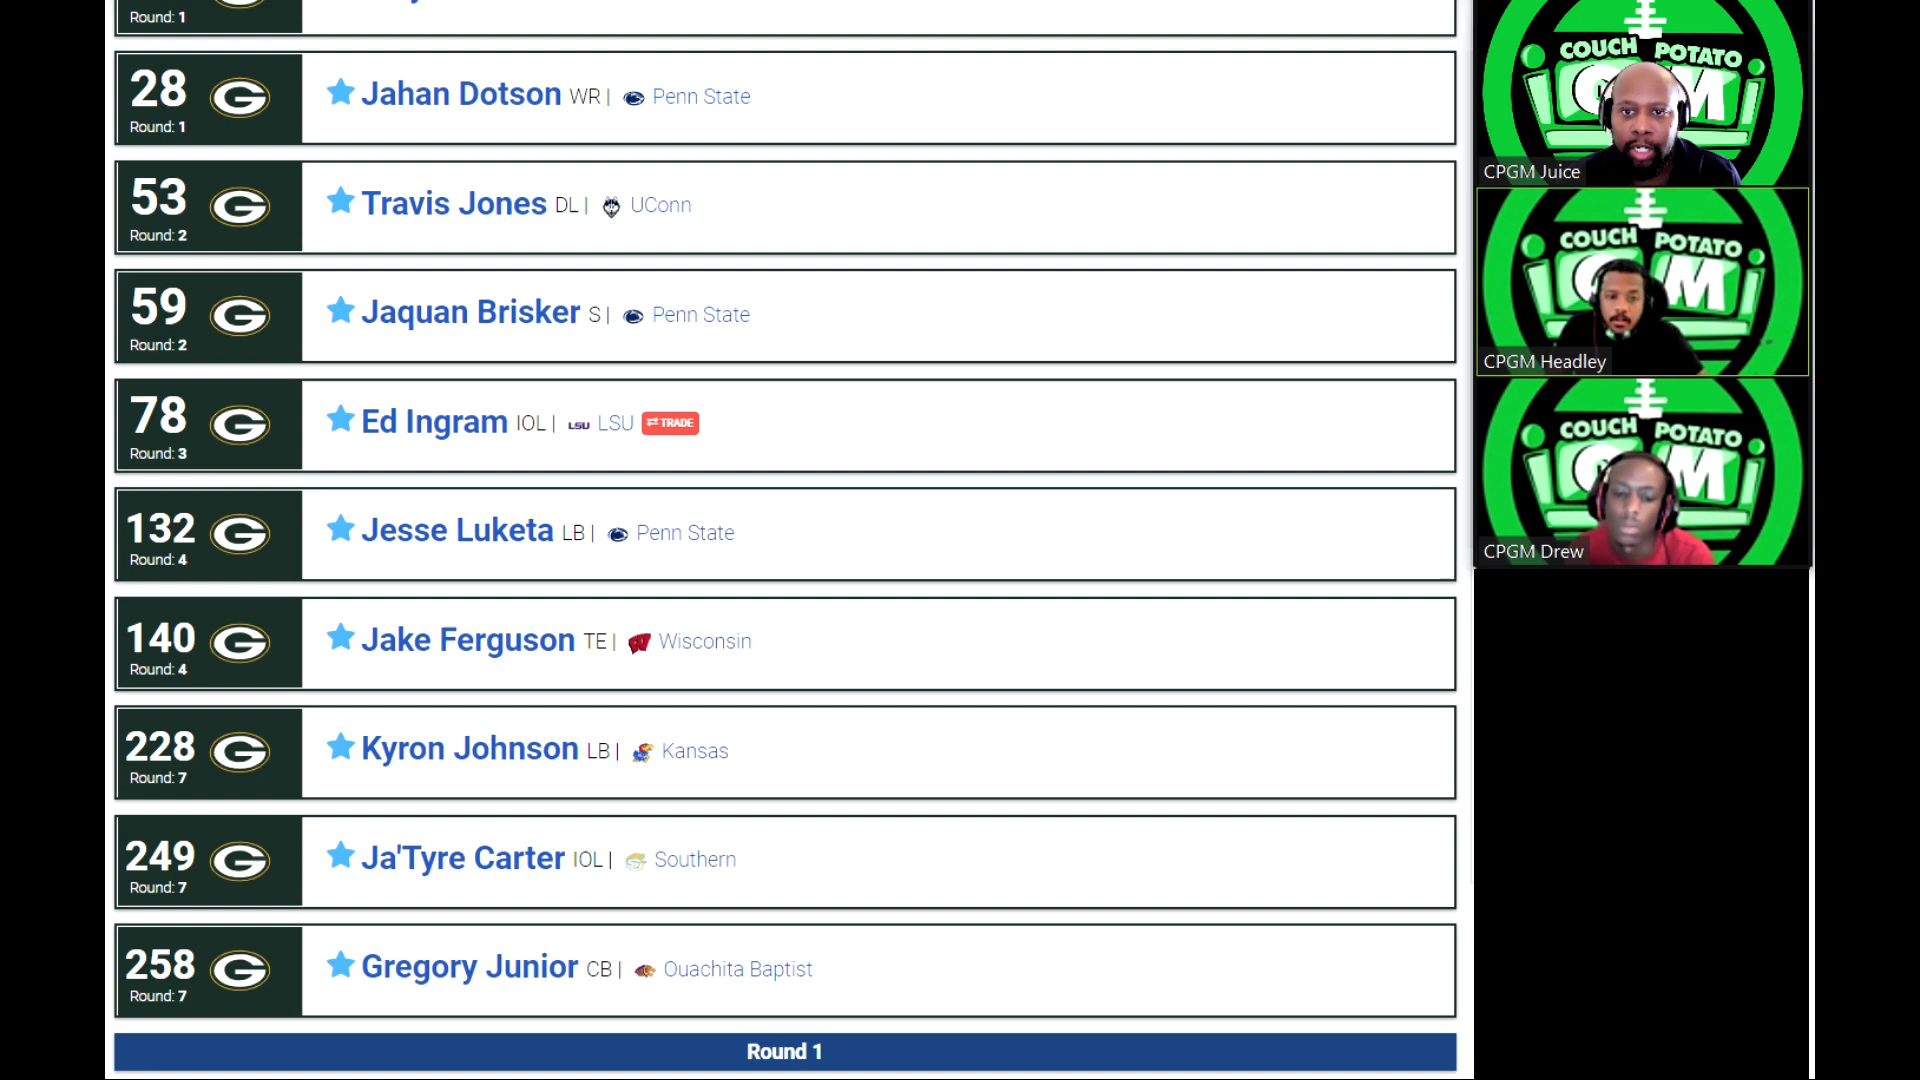 Round: 1
28
Round: 1
Jahan Dotson WR | Penn State
53
Round: 2
Travis Jones DL | UConn
59
Round: 2
Jaquan Brisker S | Penn State
78
Round: 3
Ed Ingram IOL | LSU LSU TRADE
132
Round: 4
Jesse Luketa LB | Penn State
140
Round: 4
Jake Ferguson TE | Wisconsin
228
Round: 7
Kyron Johnson LB | Kansas
249
Round: 7
Ja'Tyre Carter IOL | Southern
258
Round: 7
Gregory Junior CB | Ouachita Baptist
Round 1
COUCH POTATO
CPGM Juice
COUCH POTATO
CPGM Headley
COUCH POTATO
CPGM Drew